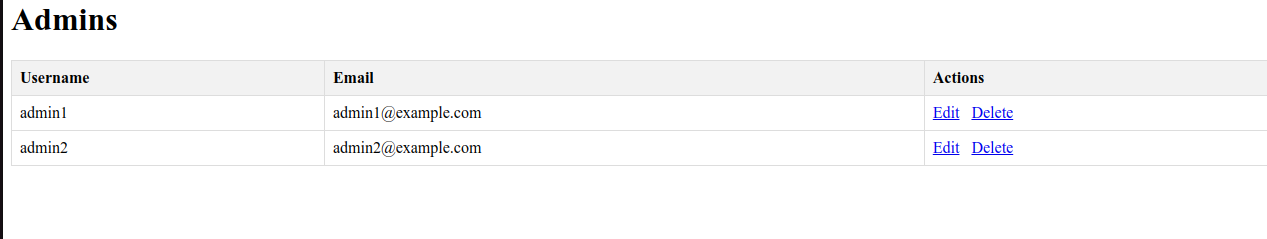 Admins
Username Email Actions
admin1 admin1@example.com Edit Delete
admin2 admin2@example.com Edit Delete